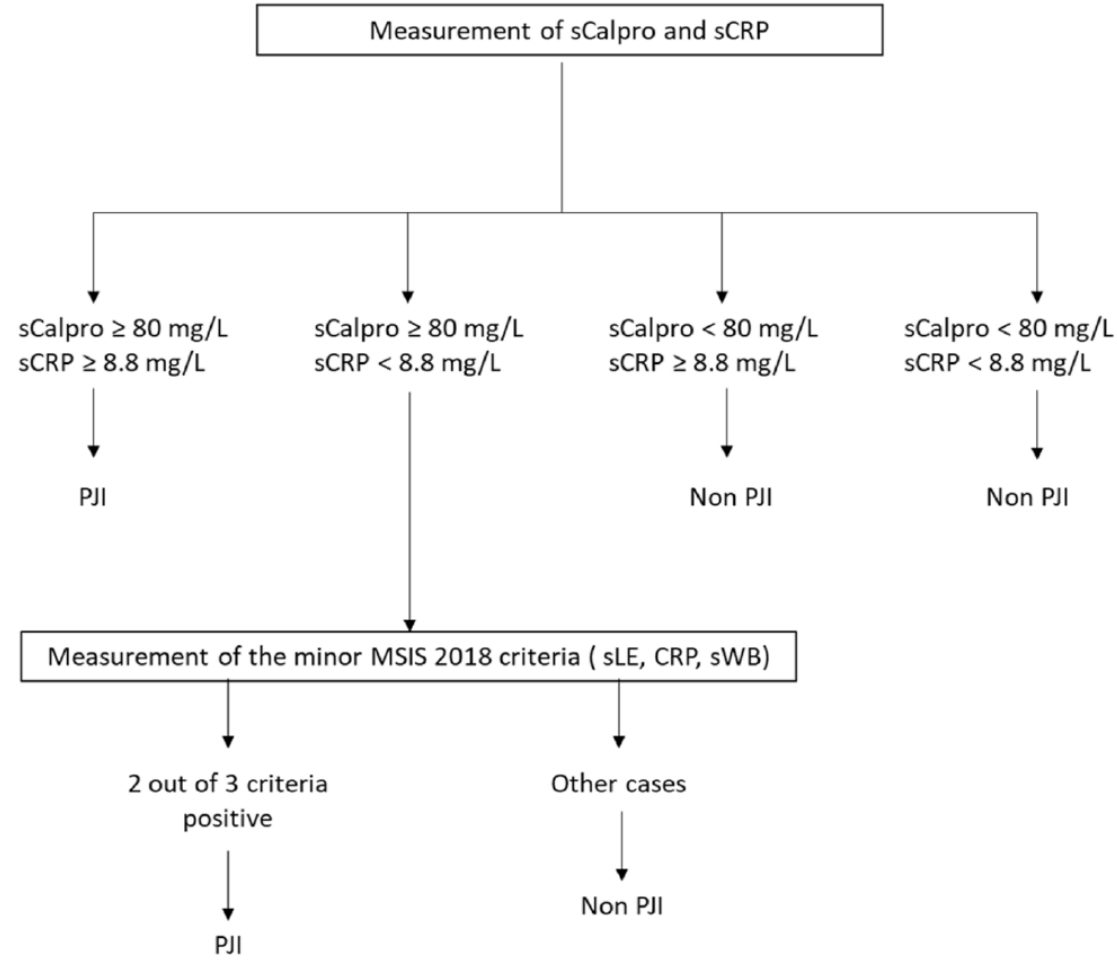 Measurement of sCalpro and sCRP
sCalpro ≥ 80 mg/L
sCRP ≥ 8.8 mg/L
sCalpro ≥ 80 mg/L
sCRP < 8.8 mg/L
sCalpro < 80 mg/L
sCRP ≥ 8.8 mg/L
sCalpro < 80 mg/L
sCRP < 8.8 mg/L
PJI
Non PJI
Non PJI
Measurement of the minor MSIS 2018 criteria ( sLE, CRP, sWB)
2 out of 3 criteria
positive
Other cases
PJI
Non PJI